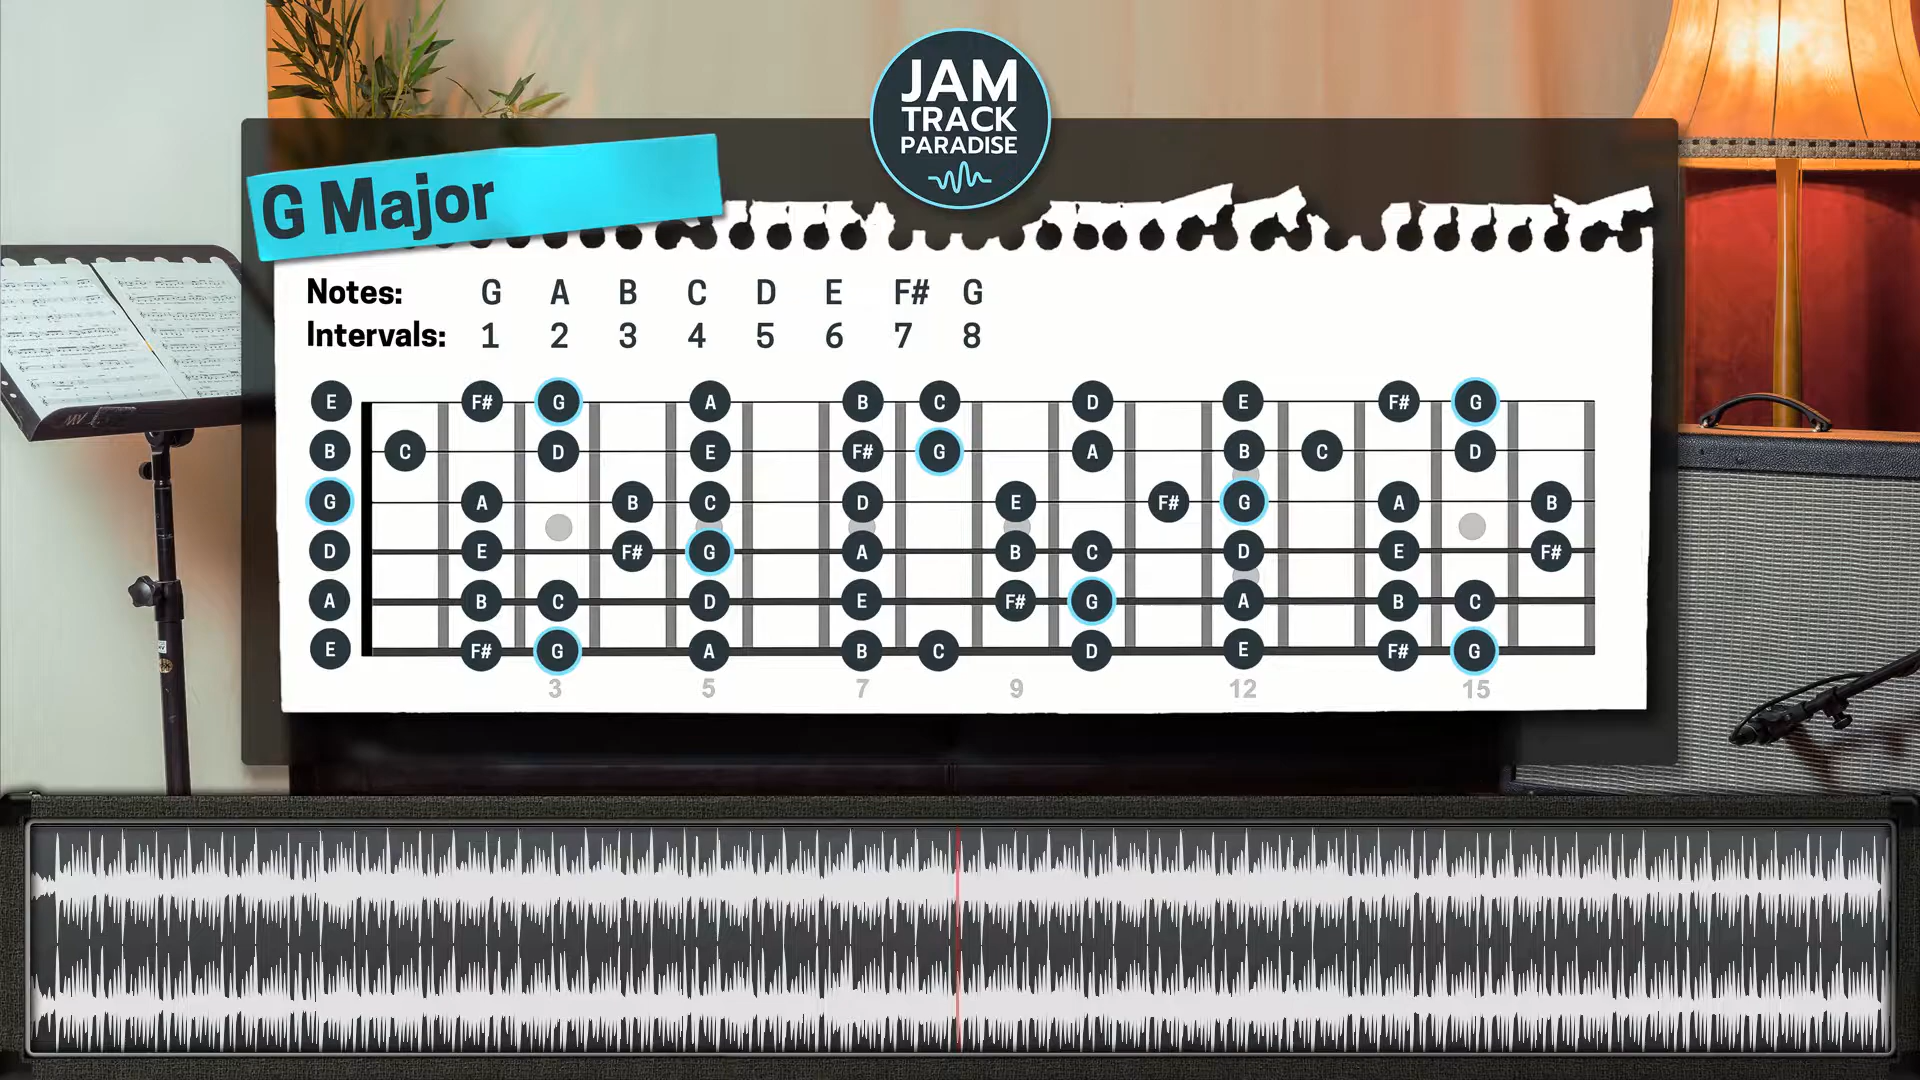 JAM
TRACK
PARADISE
G Major
Notes: G A B C D E F# G
Intervals: 1 2 3 4 5 6 7 8
E F# G A B C D E F# G
B C D E F# G A B C D
G A B C D E F# G A B
D E F# G A B C D E F#
A B C D E F# G A B C
E F# G A B C D E F# G
3 5 7 9 12 15